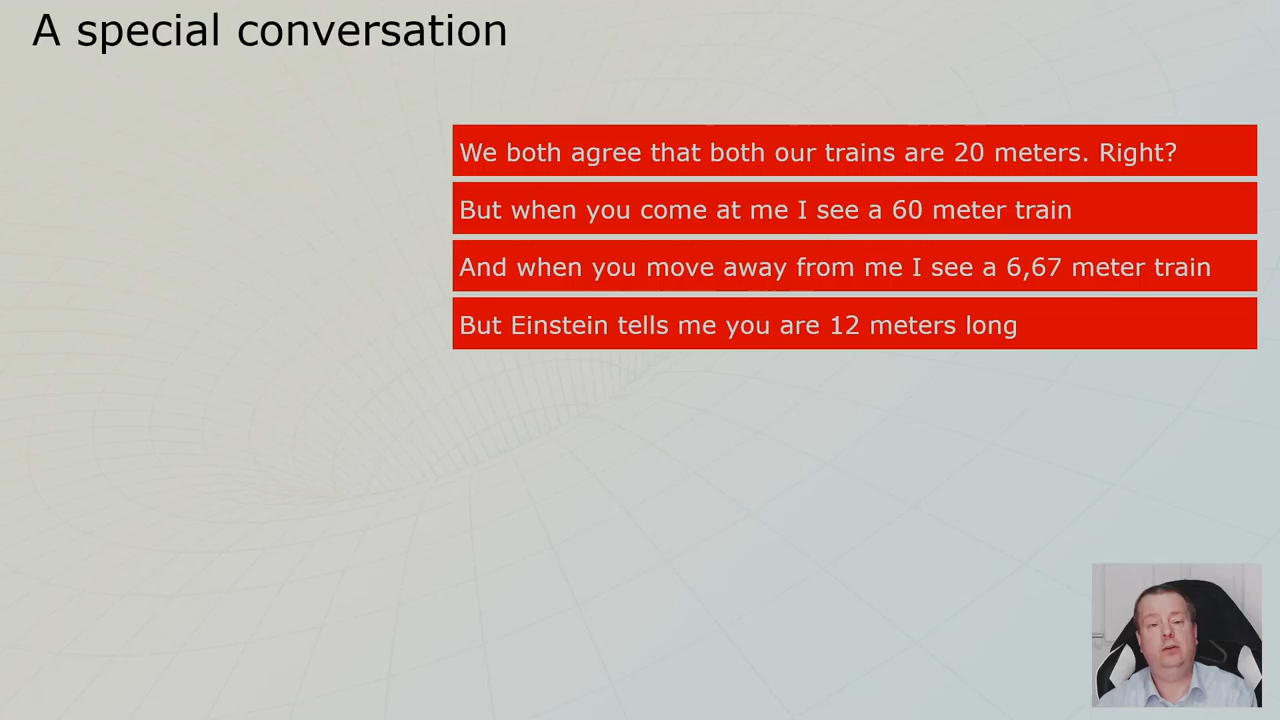 A special conversation
We both agree that both our trains are 20 meters. Right?
But when you come at me I see a 60 meter train
And when you move away from me I see a 6,67 meter train
But Einstein tells me you are 12 meters long